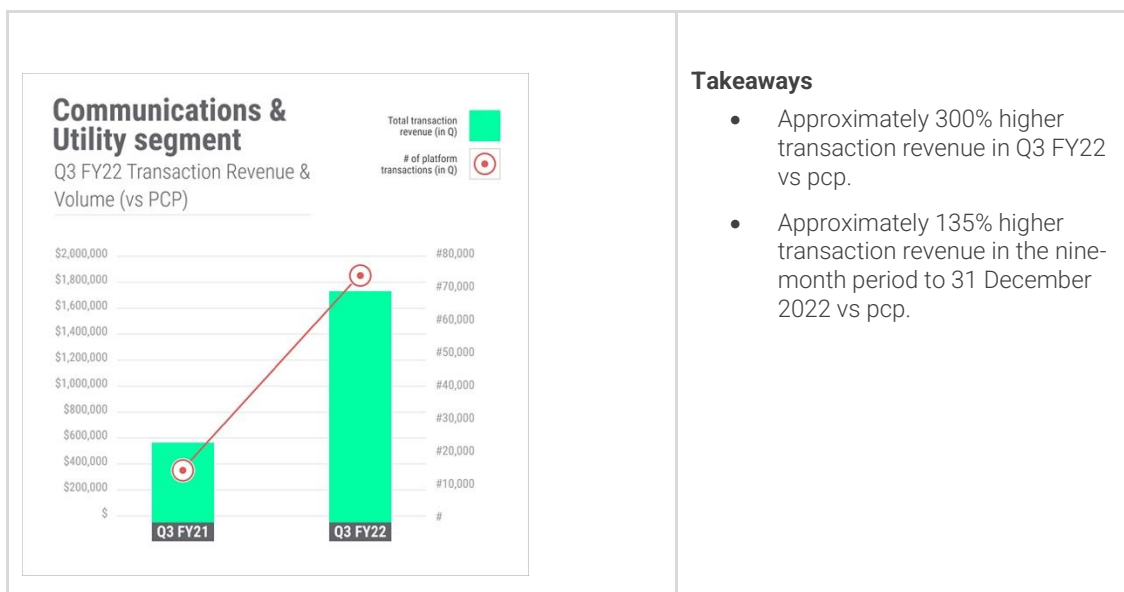 Communications &
Utility segment
Q3 FY22 Transaction Revenue &
Volume (vs PCP)
Total transaction
revenue (in Q)
# of platform
transactions (in Q)
$2,000,000
$1,800,000
$1,600,000
$1,400,000
$1,200,000
$1,000,000
$800,000
$600,000
$400,000
$200,000
$
#80,000
#70,000
#60,000
#50,000
#40,000
#30,000
#20,000
#10,000
#
Q3 FY21
Q3 FY22
Takeaways
• Approximately 300% higher
transaction revenue in Q3 FY22
vs pcp.
• Approximately 135% higher
transaction revenue in the nine-
month period to 31 December
2022 vs pcp.